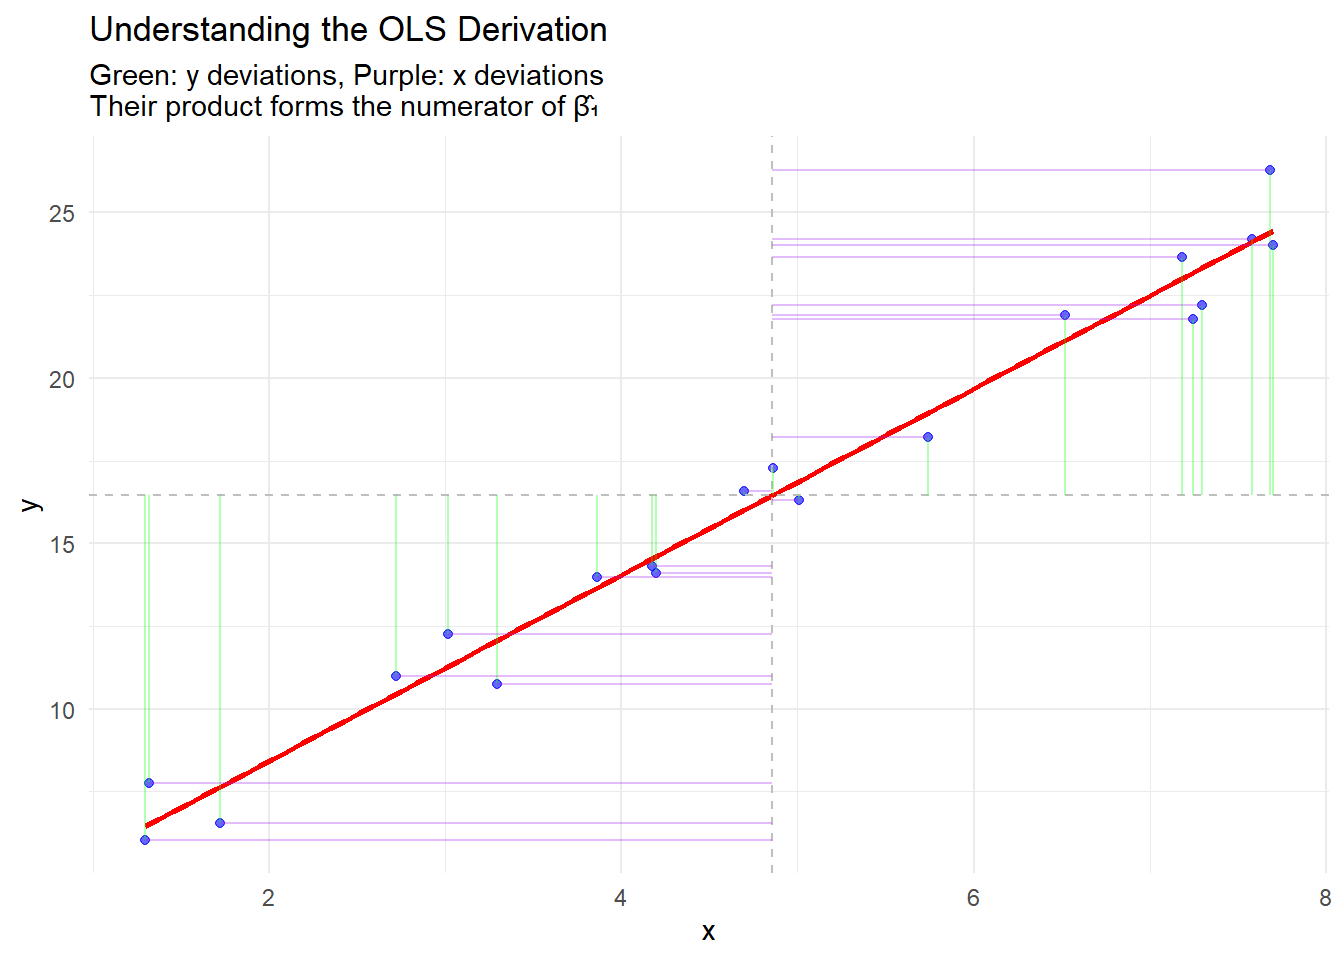 Understanding the OLS Derivation
Green: y deviations, Purple: x deviations
Their product forms the numerator of β̂₁
25
20
15
10
y
2 4 6 8
x